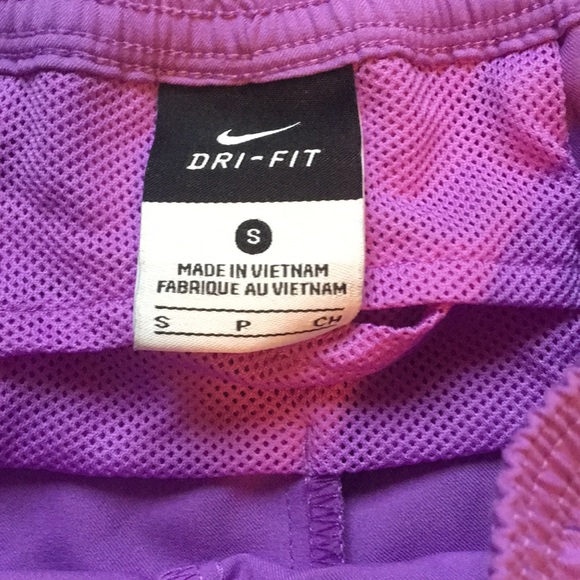 DRI-FIT
S
MADE IN VIETNAM
FABRIQUE AU VIETNAM
S P CH